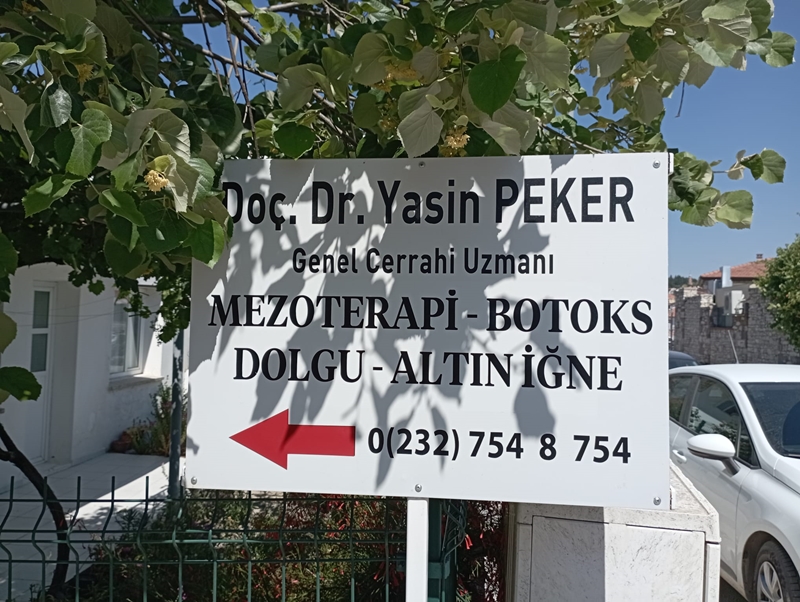 Doç. Dr. Yasin PEKER
Genel Cerrahi Uzmanı
MEZOTERAPİ - BOTOKS
DOLGU - ALTIN İĞNE
0(232) 754 8 754